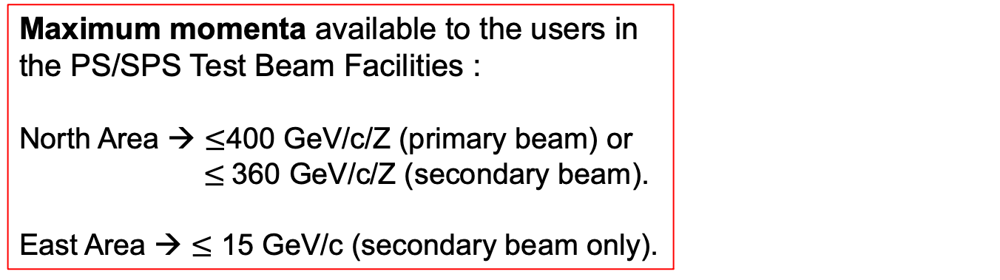 Maximum momenta available to the users in
the PS/SPS Test Beam Facilities :
North Area → ≤400 GeV/c/Z (primary beam) or
≤ 360 GeV/c/Z (secondary beam).
East Area → ≤ 15 GeV/c (secondary beam only).